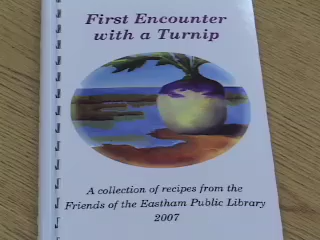 First Encounter
with a Turnip
A collection of recipes from the
Friends of the Eastham Public Library
2007